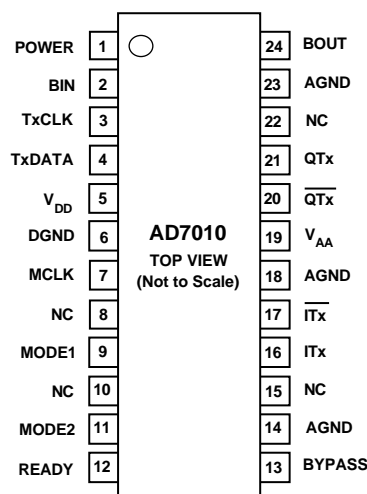 POWER 1 24 BOUT
BIN 2 23 AGND
TxCLK 3 22 NC
TxDATA 4 21 QTx
VDD 5 20 Q̅T̅x̅
DGND 6 AD7010 19 VAA
TOP VIEW
MCLK 7 (Not to Scale) 18 AGND
NC 8 17 I̅T̅x̅
MODE1 9 16 ITx
NC 10 15 NC
MODE2 11 14 AGND
READY 12 13 BYPASS